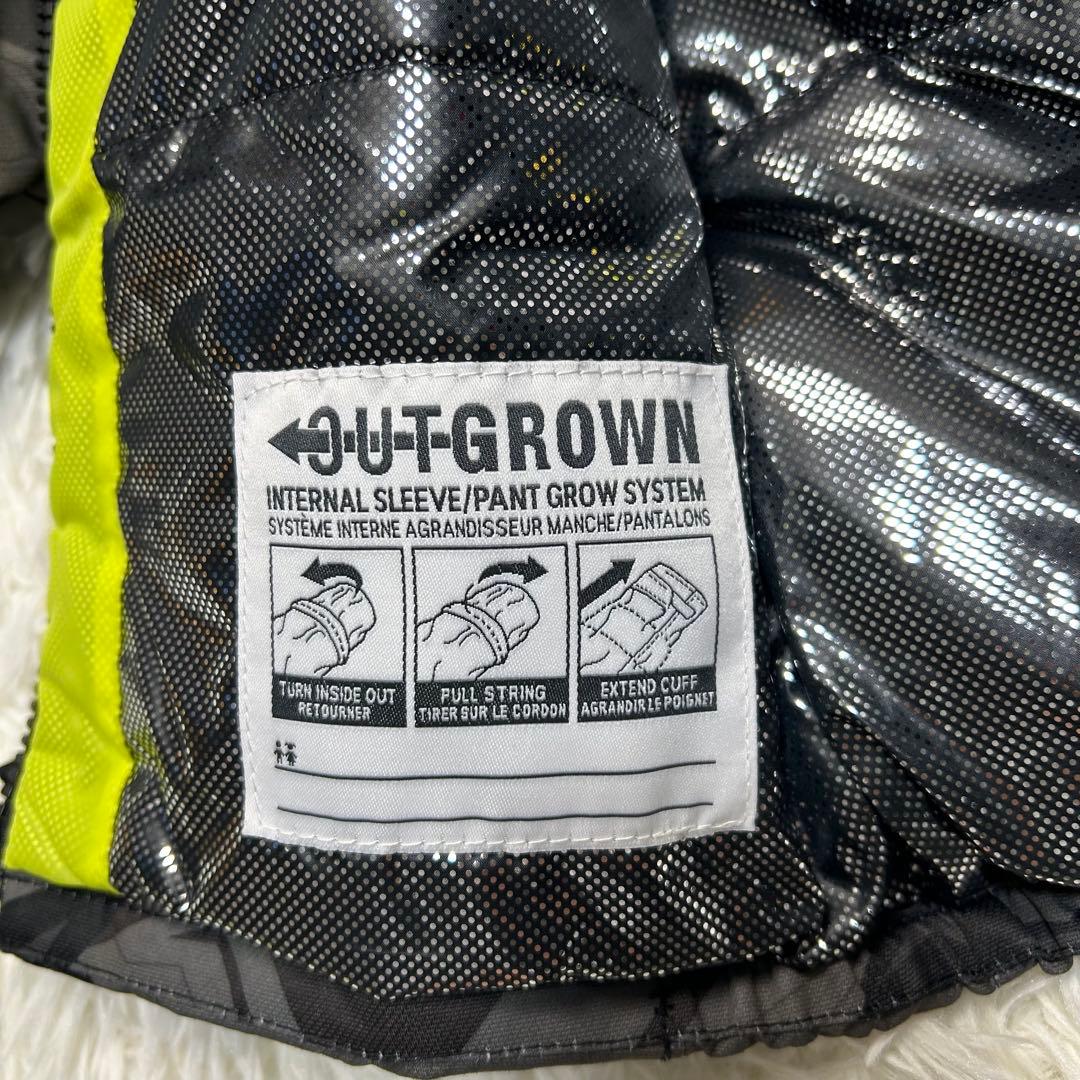 OUTGROWN
INTERNAL SLEEVE/PANT GROW SYSTEM
SYSTÈME INTERNE AGRANDISSEUR MANCHE/PANTALONS
TURN INSIDE OUT
RETOURNER
PULL STRING
TIRER SUR LE CORDON
EXTEND CUFF
AGRANDIR LE POIGNET